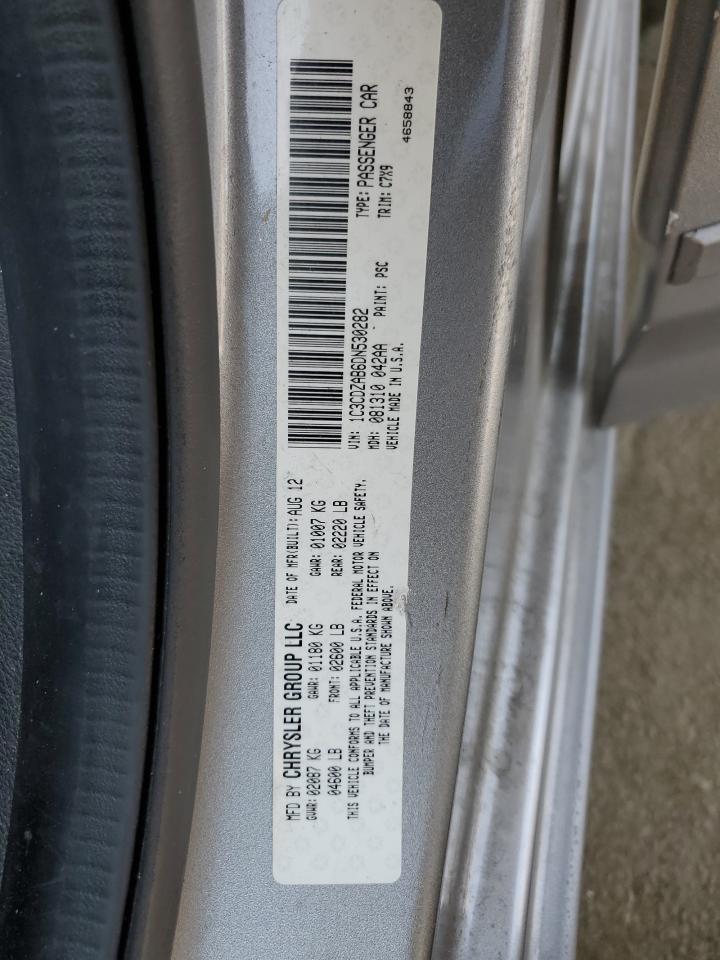 MFD BY CHRYSLER GROUP LLC DATE OF MFR(BUILT): AUG 12
GVWR: 02087 KG GAWR: 01180 KG GAWR: 01007 KG
04600 LB FRONT: 02600 LB REAR: 02220 LB
THIS VEHICLE CONFORMS TO ALL APPLICABLE U.S.A. FEDERAL MOTOR VEHICLE SAFETY,
BUMPER AND THEFT PREVENTION STANDARDS IN EFFECT ON
THE DATE OF MANUFACTURE SHOWN ABOVE.
VIN: 1C3CDZAB6DN530282 TYPE: PASSENGER CAR
MDH: 081310 042AA PAINT: PSC TRIM: C7X9
VEHICLE MADE IN U.S.A.
4658843